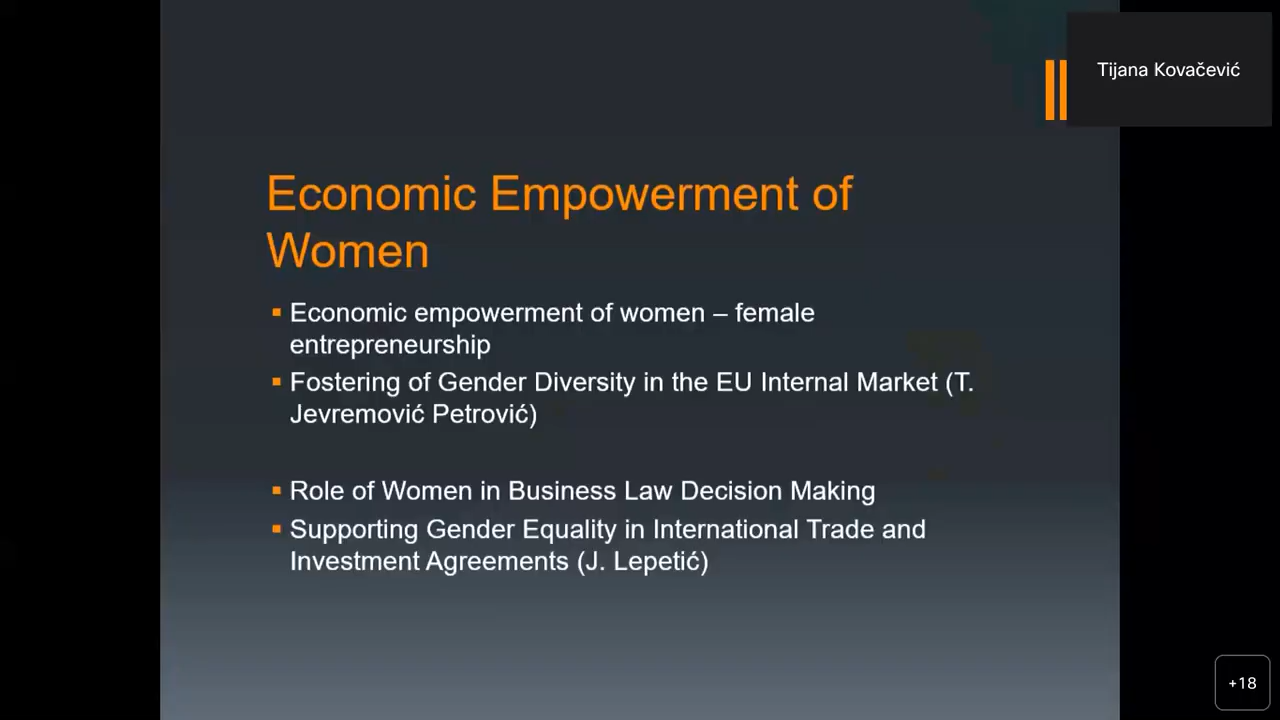 Tijana Kovačević
Economic Empowerment of
Women
▪ Economic empowerment of women – female
entrepreneurship
▪ Fostering of Gender Diversity in the EU Internal Market (T.
Jevremović Petrović)
▪ Role of Women in Business Law Decision Making
▪ Supporting Gender Equality in International Trade and
Investment Agreements (J. Lepetić)
+18